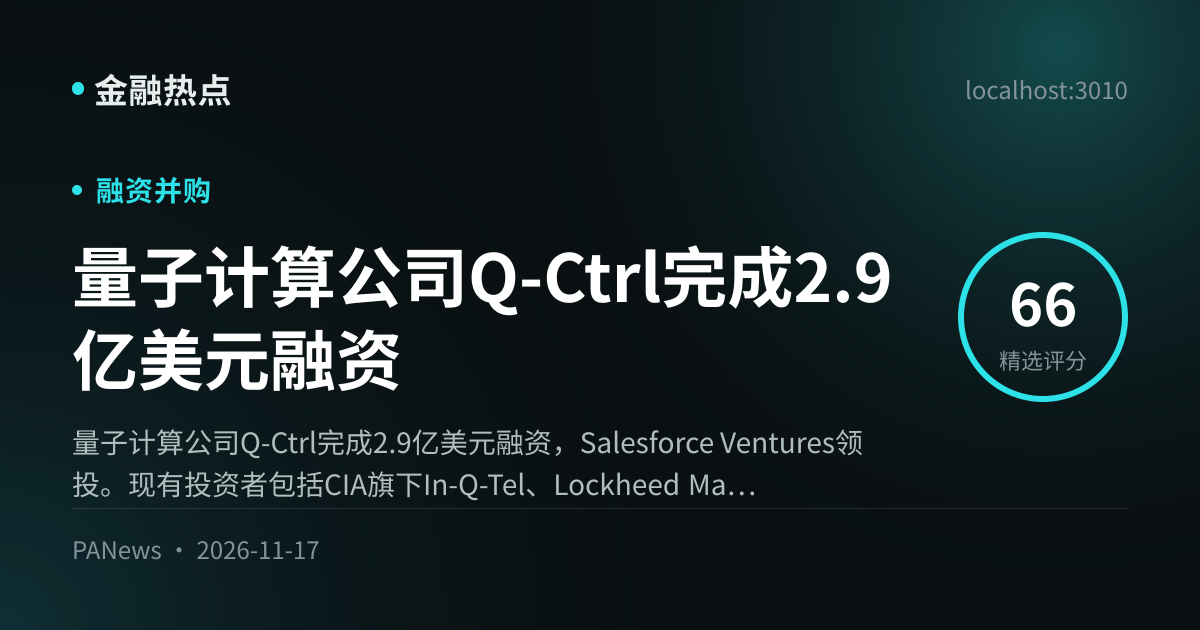 金融热点
localhost:3010
融资并购
量子计算公司Q-Ctrl完成2.9
亿美元融资
66
精选评分
量子计算公司Q-Ctrl完成2.9亿美元融资，Salesforce Ventures领
投。现有投资者包括CIA旗下In-Q-Tel、Lockheed Ma…
PANews • 2026-11-17